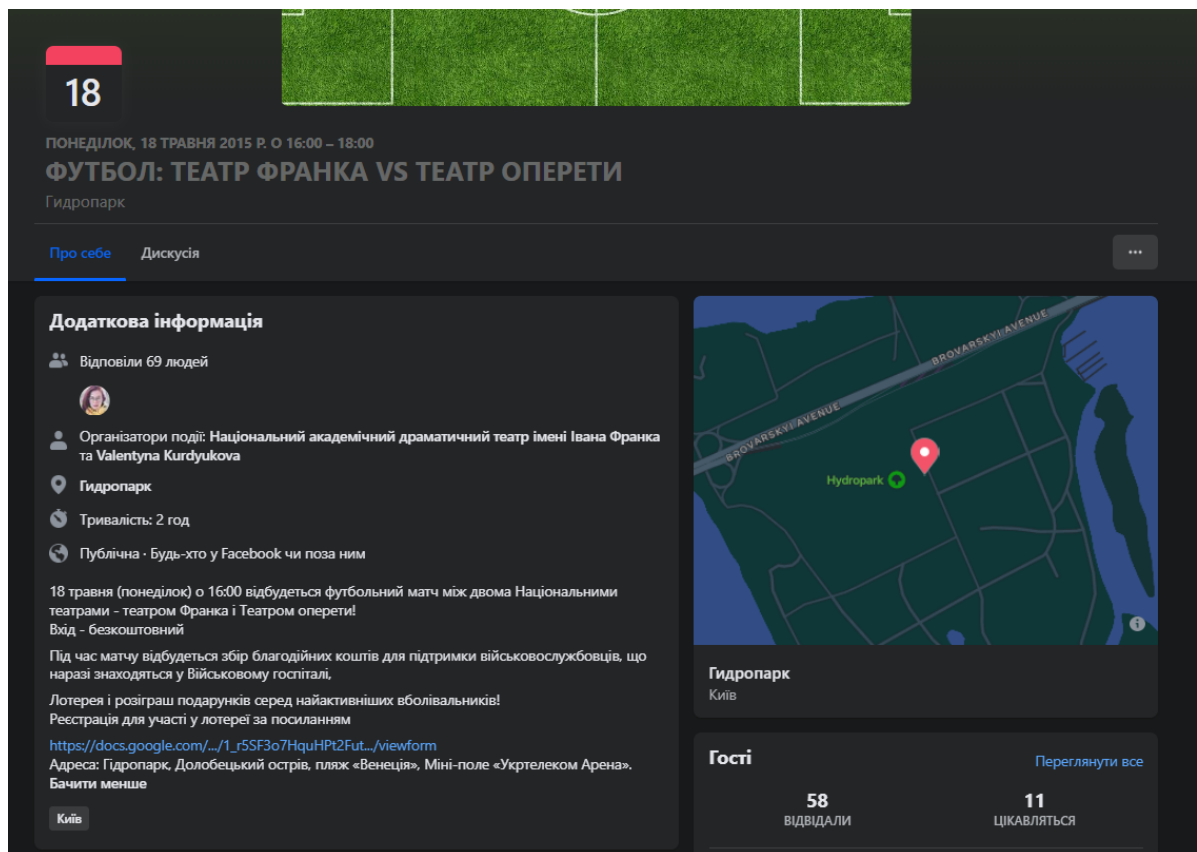 18
ПОНЕДІЛОК, 18 ТРАВНЯ 2015 Р. О 16:00 – 18:00
ФУТБОЛ: ТЕАТР ФРАНКА VS ТЕАТР ОПЕРЕТИ
Гидропарк
Про себе
Дискусія
Додаткова інформація
Відповіли 69 людей
Організатори події: Національний академічний драматичний театр імені Івана Франка
та Valentyna Kurdyukova
Гидропарк
Тривалість: 2 год
Публічна · Будь-хто у Facebook чи поза ним
18 травня (понеділок) о 16:00 відбудеться футбольний матч між двома Національними
театрами – театром Франка і Театром оперети!
Вхід - безкоштовний
Під час матчу відбудеться збір благодійних коштів для підтримки військовослужбовців, що
наразі знаходяться у Військовому госпіталі,
Лотерея і розіграш подарунків серед найактивніших вболівальників!
Реєстрація для участі у лотереї за посиланням
https://docs.google.com/.../1_r5SF3o7HquHPt2Fut.../viewform
Адреса: Гідропарк, Долобецький острів, пляж «Венеція», Міні-поле «Укртелеком Арена».
Бачити менше
Київ
BROVARSKYI AVENUE
BROVARSKYI AVENUE
Hydropark
Гидропарк
Київ
Гості
Переглянути все
58
ВІДВІДАЛИ
11
ЦІКАВЛЯТЬСЯ